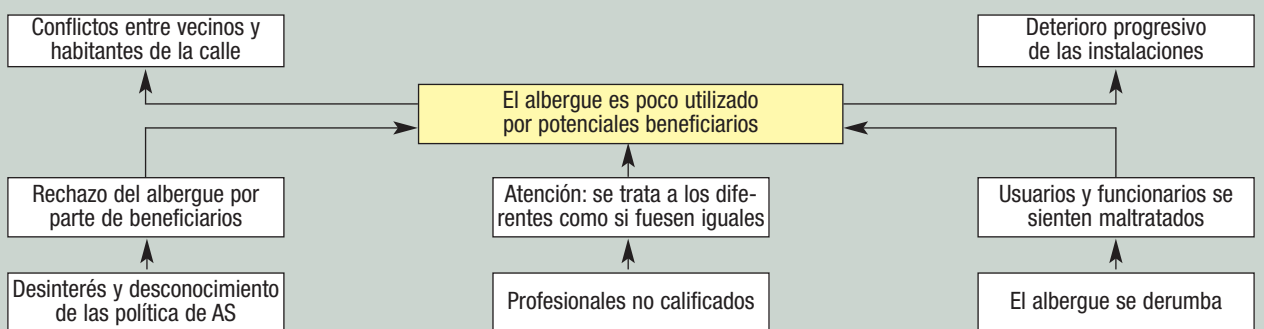 Conflictos entre vecinos y
habitantes de la calle
Deterioro progresivo
de las instalaciones
El albergue es poco utilizado
por potenciales beneficiarios
Rechazo del albergue por
parte de beneficiarios
Atención: se trata a los dife-
rentes como si fuesen iguales
Usuarios y funcionarios se
sienten maltratados
Desinterés y desconocimiento
de las política de AS
Profesionales no calificados
El albergue se derumba